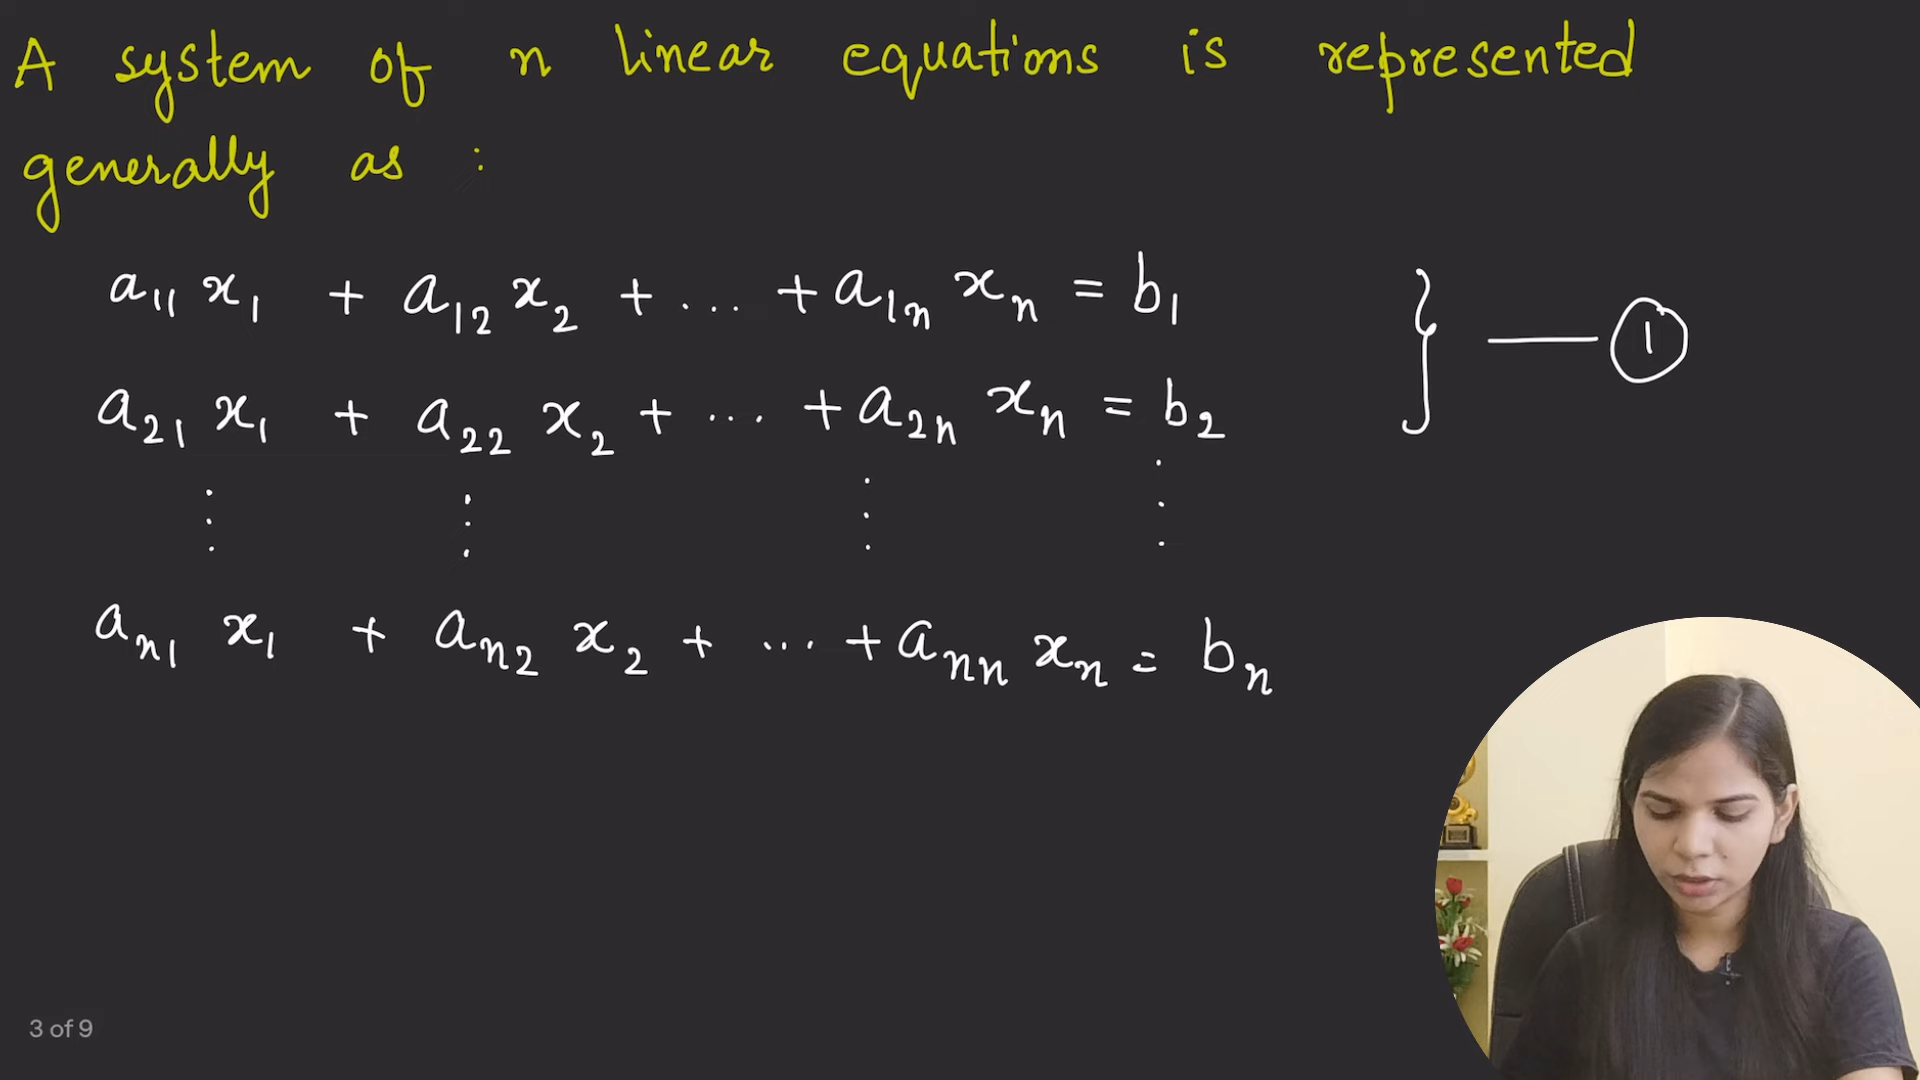 A system of n linear equations is represented
generally as :
a₁₁ x₁ + a₁₂ x₂ + ... + a₁ₙ xₙ = b₁ } — ①
a₂₁ x₁ + a₂₂ x₂ + ... + a₂ₙ xₙ = b₂
⋮ ⋮ ⋮ ⋮
aₙ₁ x₁ + aₙ₂ x₂ + ... + aₙₙ xₙ = bₙ
3 of 9